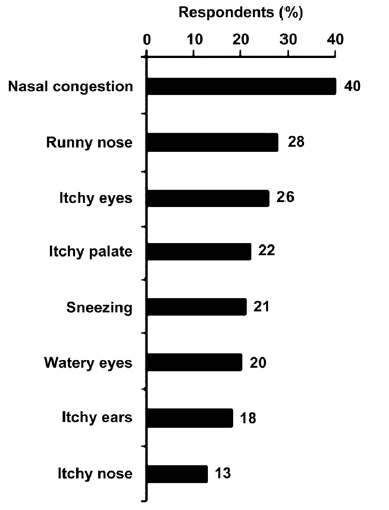 Respondents (%)
0 10 20 30 40
Nasal congestion 40
Runny nose 28
Itchy eyes 26
Itchy palate 22
Sneezing 21
Watery eyes 20
Itchy ears 18
Itchy nose 13